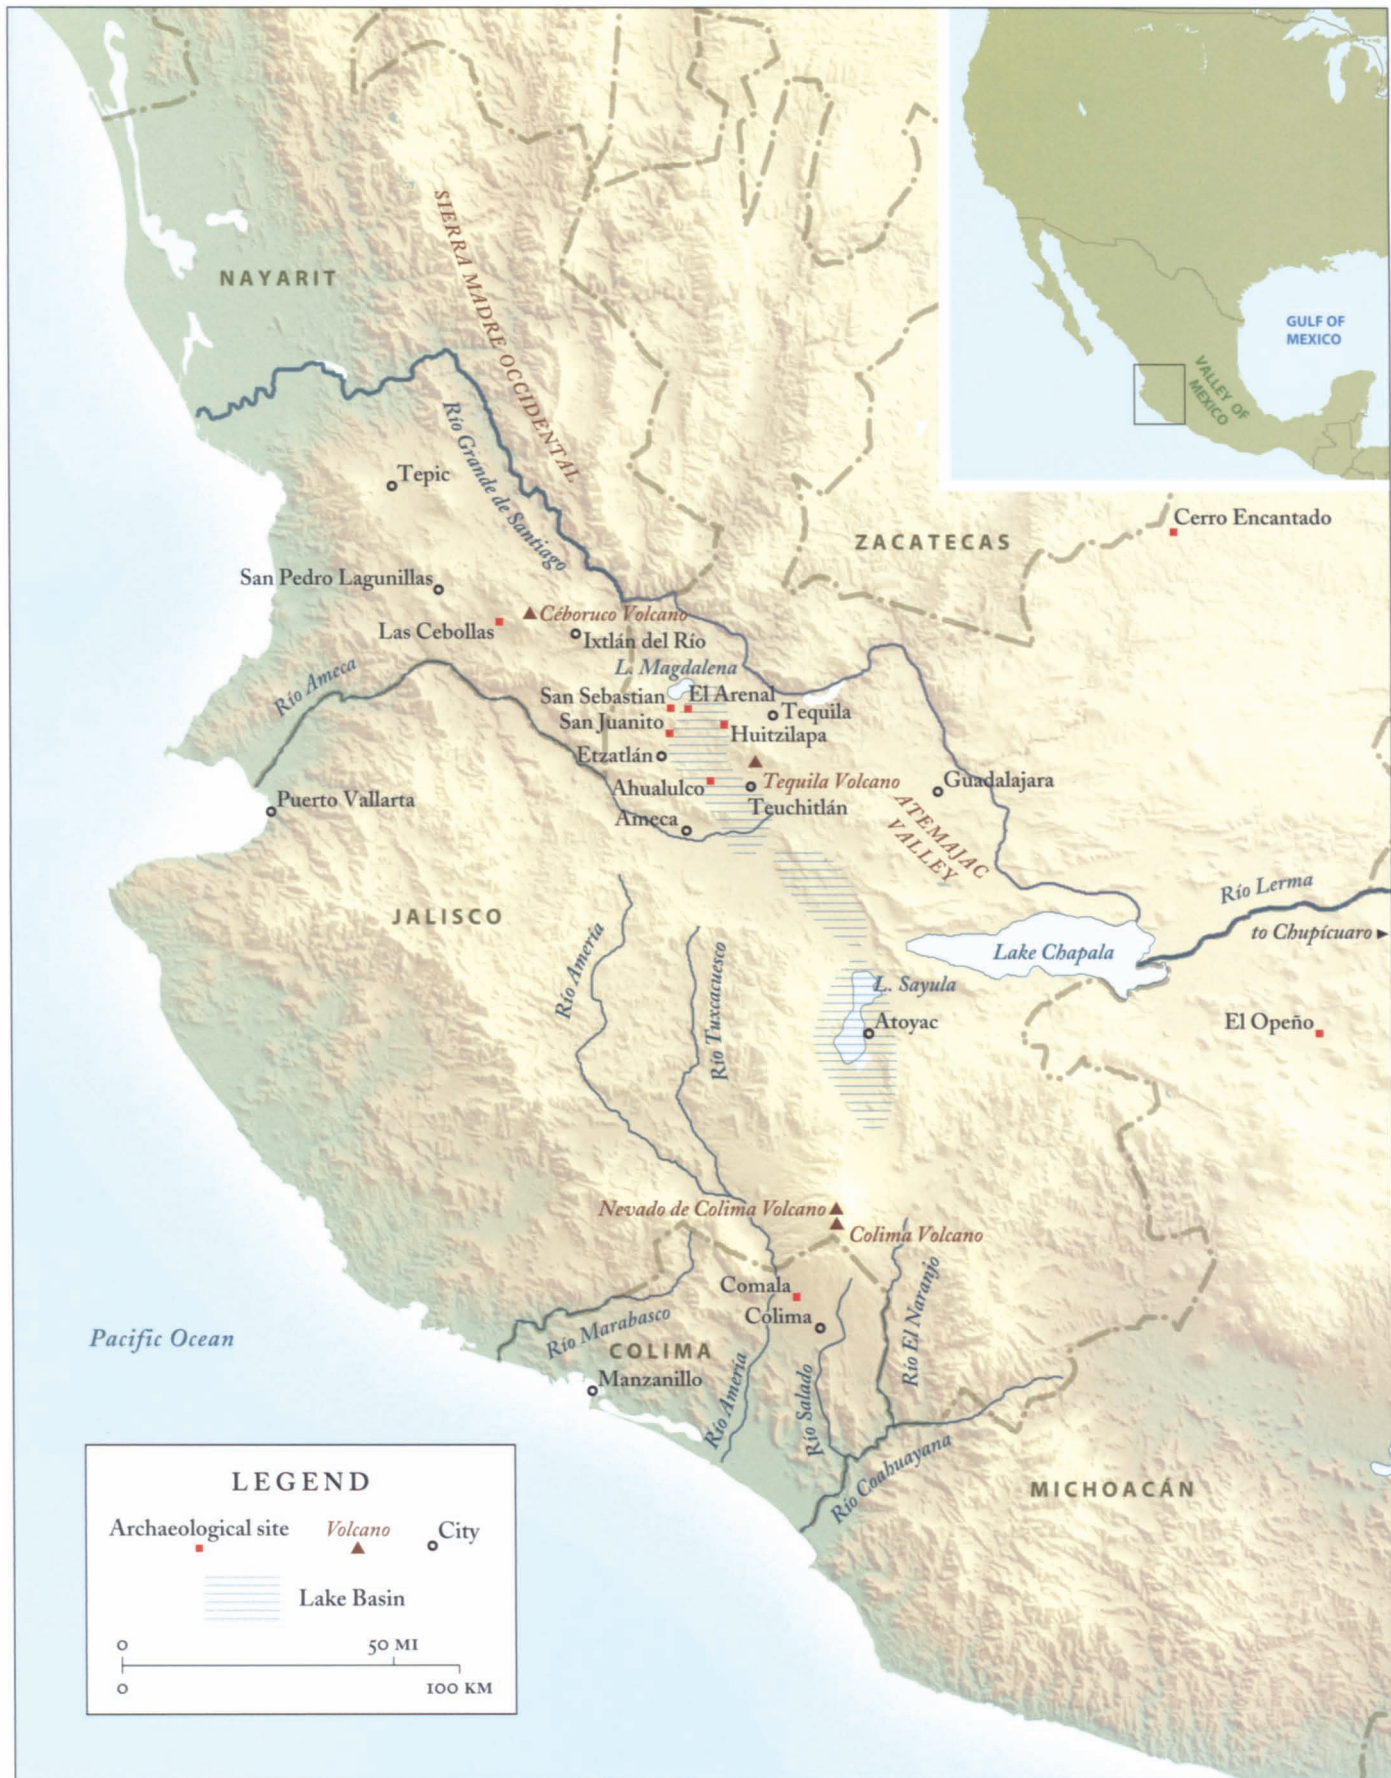 GULF OF
MEXICO
VALLEY OF
MEXICO
NAYARIT
SIERRA MADRE OCCIDENTAL
Río Grande de Santiago
Tepic
Cerro Encantado
ZACATECAS
San Pedro Lagunillas
Céboruco Volcano
Las Cebollas
Ixtlán del Río
Río Ameca
L. Magdalena
San Sebastian
El Arenal
Tequila
San Juanito
Huitzilapa
Etzatlán
Tequila Volcano
Ahualulco
Guadalajara
Puerto Vallarta
Teuchitlán
Ameca
ATEMAJAC
VALLEY
Río Lerma
JALISCO
to Chupícuaro
Río Amería
Río Tuxcacuesco
Lake Chapala
L. Sayula
Atoyac
El Opeño
Nevado de Colima Volcano
Colima Volcano
Comala
Colima
Río El Naranjo
Pacific Ocean
Río Marabasco
COLIMA
Manzanillo
Río Amería
Río Salado
Río Coahuayana
MICHOACÁN
LEGEND
Archaeological site
Volcano
City
Lake Basin
0 50 MI
0 100 KM